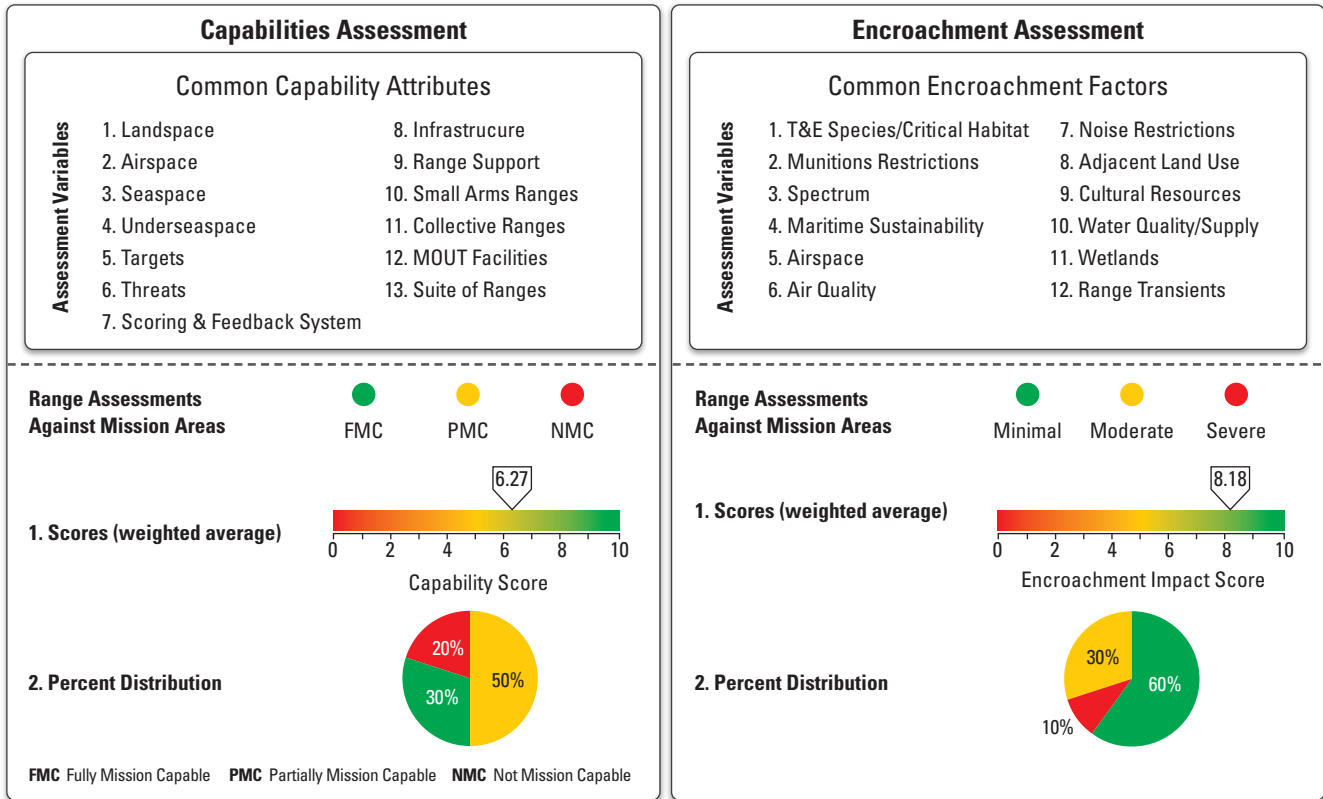 Capabilities Assessment
Common Capability Attributes
Assessment Variables
1. Landspace
2. Airspace
3. Seaspace
4. Underseaspace
5. Targets
6. Threats
7. Scoring & Feedback System
8. Infrastrucure
9. Range Support
10. Small Arms Ranges
11. Collective Ranges
12. MOUT Facilities
13. Suite of Ranges
Range Assessments
Against Mission Areas
FMC PMC NMC
6.27
1. Scores (weighted average)
0 2 4 6 8 10
Capability Score
20%
50%
30%
2. Percent Distribution
FMC Fully Mission Capable PMC Partially Mission Capable NMC Not Mission Capable
Encroachment Assessment
Common Encroachment Factors
Assessment Variables
1. T&E Species/Critical Habitat
2. Munitions Restrictions
3. Spectrum
4. Maritime Sustainability
5. Airspace
6. Air Quality
7. Noise Restrictions
8. Adjacent Land Use
9. Cultural Resources
10. Water Quality/Supply
11. Wetlands
12. Range Transients
Range Assessments
Against Mission Areas
Minimal Moderate Severe
8.18
1. Scores (weighted average)
0 2 4 6 8 10
Encroachment Impact Score
30%
60%
10%
2. Percent Distribution